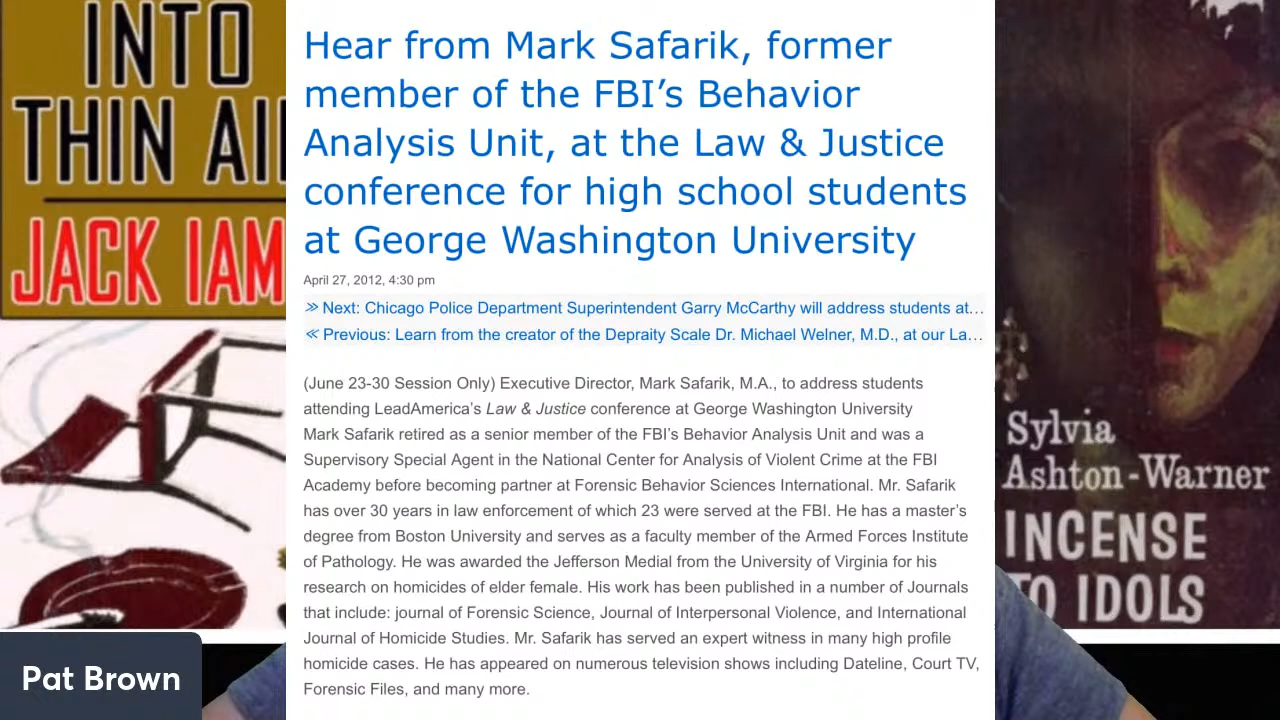 INTO
THIN AI
JACK IAM
Hear from Mark Safarik, former
member of the FBI’s Behavior
Analysis Unit, at the Law & Justice
conference for high school students
at George Washington University
April 27, 2012, 4:30 pm
>> Next: Chicago Police Department Superintendent Garry McCarthy will address students at…
<< Previous: Learn from the creator of the Depraity Scale Dr. Michael Welner, M.D., at our La…
(June 23-30 Session Only) Executive Director, Mark Safarik, M.A., to address students
attending LeadAmerica’s Law & Justice conference at George Washington University
Mark Safarik retired as a senior member of the FBI’s Behavior Analysis Unit and was a
Supervisory Special Agent in the National Center for Analysis of Violent Crime at the FBI
Academy before becoming partner at Forensic Behavior Sciences International. Mr. Safarik
has over 30 years in law enforcement of which 23 were served at the FBI. He has a master’s
degree from Boston University and serves as a faculty member of the Armed Forces Institute
of Pathology. He was awarded the Jefferson Medial from the University of Virginia for his
research on homicides of elder female. His work has been published in a number of Journals
that include: journal of Forensic Science, Journal of Interpersonal Violence, and International
Journal of Homicide Studies. Mr. Safarik has served an expert witness in many high profile
homicide cases. He has appeared on numerous television shows including Dateline, Court TV,
Forensic Files, and many more.
Sylvia
Ashton-Warner
INCENSE
TO IDOLS
Pat Brown